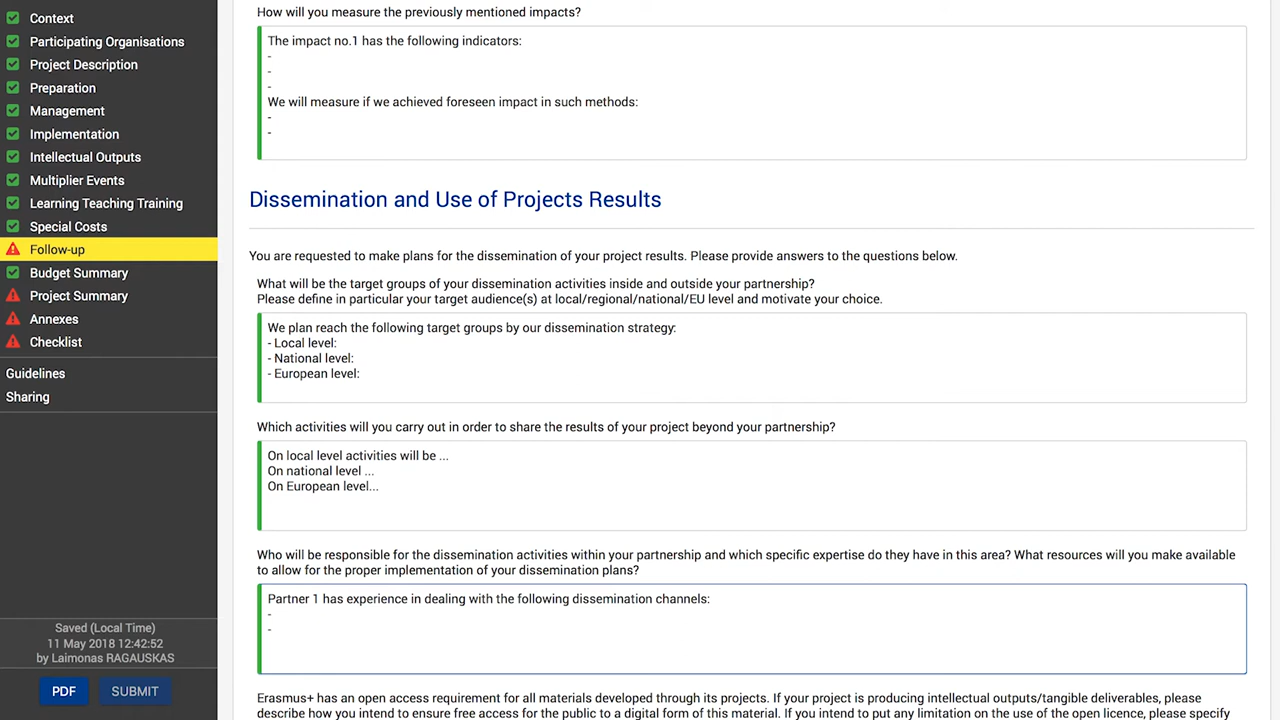 Context
Participating Organisations
Project Description
Preparation
Management
Implementation
Intellectual Outputs
Multiplier Events
Learning Teaching Training
Special Costs
Follow-up
Budget Summary
Project Summary
Annexes
Checklist
Guidelines
Sharing
Saved (Local Time)
11 May 2018 12:42:52
by Laimonas RAGAUSKAS
PDF
SUBMIT
How will you measure the previously mentioned impacts?
The impact no.1 has the following indicators:
-
-
-
We will measure if we achieved foreseen impact in such methods:
-
-
Dissemination and Use of Projects Results
You are requested to make plans for the dissemination of your project results. Please provide answers to the questions below.
What will be the target groups of your dissemination activities inside and outside your partnership?
Please define in particular your target audience(s) at local/regional/national/EU level and motivate your choice.
We plan reach the following target groups by our dissemination strategy:
- Local level:
- National level:
- European level:
Which activities will you carry out in order to share the results of your project beyond your partnership?
On local level activities will be ...
On national level ...
On European level...
Who will be responsible for the dissemination activities within your partnership and which specific expertise do they have in this area? What resources will you make available
to allow for the proper implementation of your dissemination plans?
Partner 1 has experience in dealing with the following dissemination channels:
-
-
Erasmus+ has an open access requirement for all materials developed through its projects. If your project is producing intellectual outputs/tangible deliverables, please
describe how you intend to ensure free access for the public to a digital form of this material. If you intend to put any limitation on the use of the open licence, please specify